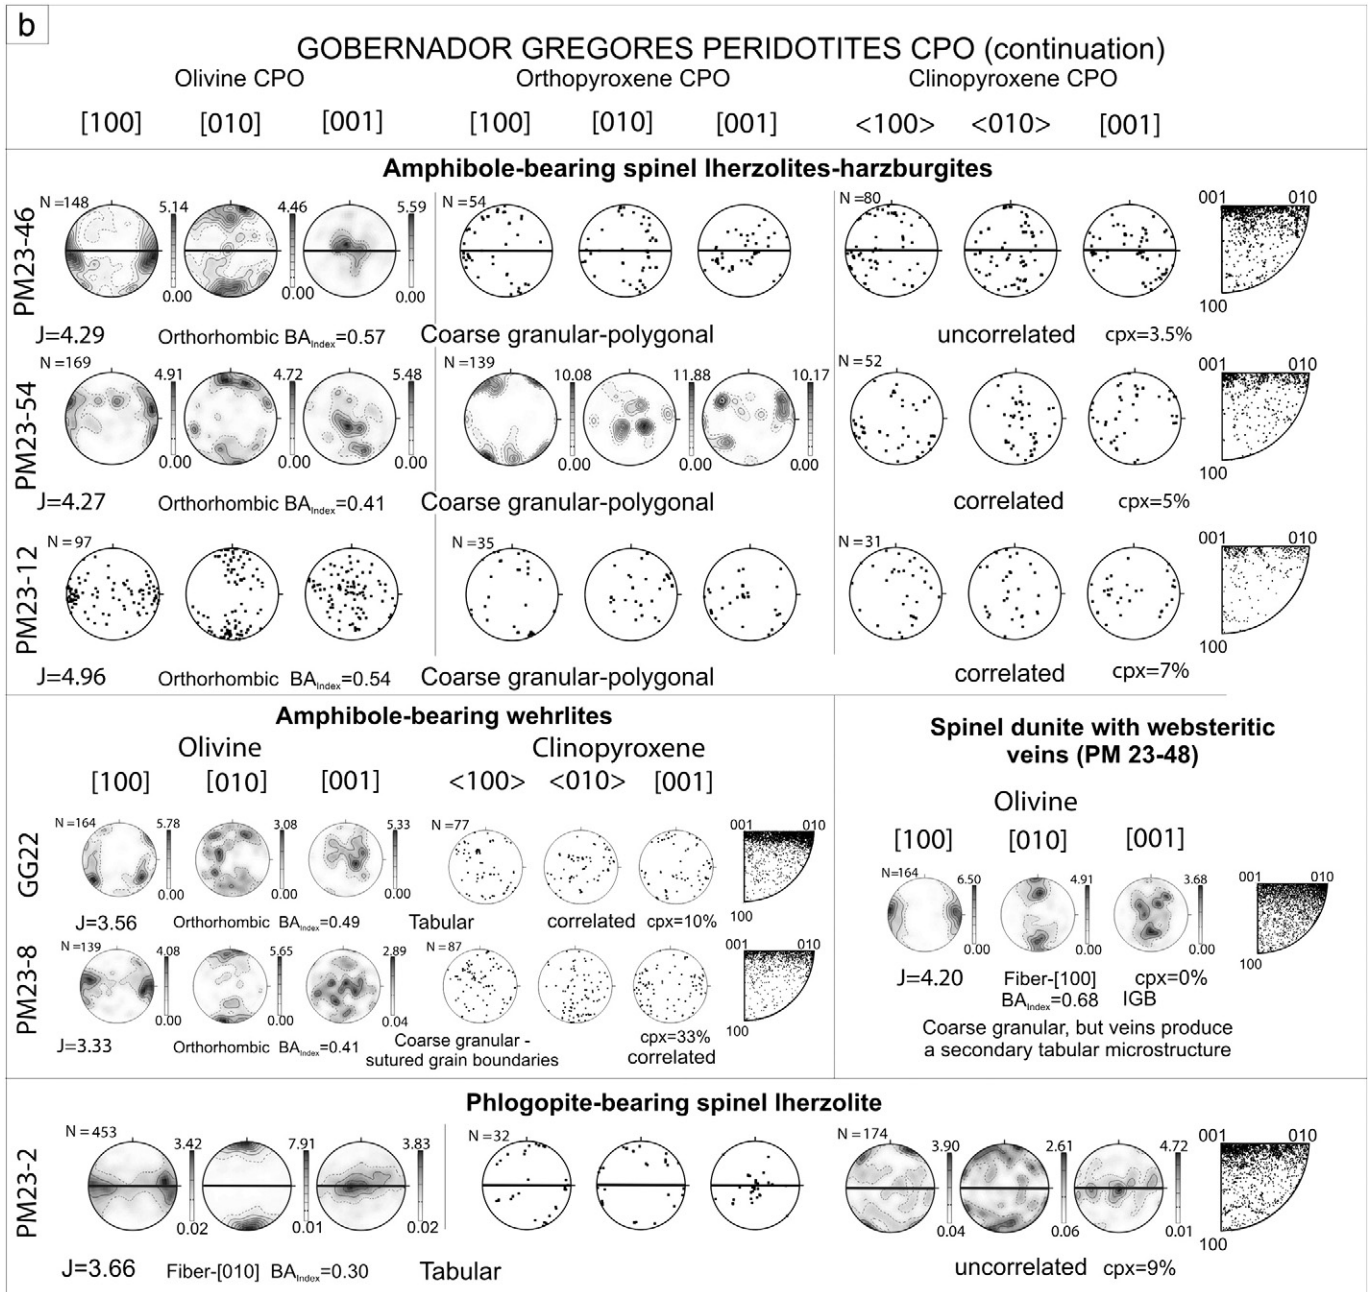 b
GOBERNADOR GREGORES PERIDOTITES CPO (continuation)
Olivine CPO Orthopyroxene CPO Clinopyroxene CPO
[100] [010] [001] [100] [010] [001] <100> <010> [001]
Amphibole-bearing spinel lherzolites-harzburgites
PM23-46
N =148 5.14 4.46 5.59 N =54 N =80 001 010
0.00 0.00 0.00 100
J=4.29 Orthorhombic BAIndex=0.57 Coarse granular-polygonal uncorrelated cpx=3.5%
PM23-54
N =169 4.91 4.72 5.48 N =139 10.08 11.88 10.17 N =52 001 010
0.00 0.00 0.00 0.00 0.00 0.00 100
J=4.27 Orthorhombic BAIndex=0.41 Coarse granular-polygonal correlated cpx=5%
PM23-12
N =97 N =35 N =31 001 010
100
J=4.96 Orthorhombic BAIndex=0.54 Coarse granular-polygonal correlated cpx=7%
Amphibole-bearing wehrlites
Olivine Clinopyroxene
[100] [010] [001] <100> <010> [001]
GG22
N =164 5.78 3.08 5.33 N =77 001 010
0.00 0.00 0.00 100
J=3.56 Orthorhombic BAIndex=0.49 Tabular correlated cpx=10%
PM23-8
N =139 4.08 5.65 2.89 N =87 001 010
0.00 0.00 0.04 100
J=3.33 Orthorhombic BAIndex=0.41 Coarse granular - cpx=33%
sutured grain boundaries correlated
Spinel dunite with websteritic
veins (PM 23-48)
Olivine
[100] [010] [001]
N=164 6.50 4.91 3.68 001 010
0.00 0.00 0.00 100
J=4.20 Fiber-[100] cpx=0%
BAIndex=0.68 IGB
Coarse granular, but veins produce
a secondary tabular microstructure
Phlogopite-bearing spinel lherzolite
PM23-2
N = 453 3.42 7.91 3.83 N =32 N = 174 3.90 2.61 4.72 001 010
0.02 0.01 0.02 0.04 0.06 0.01 100
J=3.66 Fiber-[010] BAIndex=0.30 Tabular uncorrelated cpx=9%